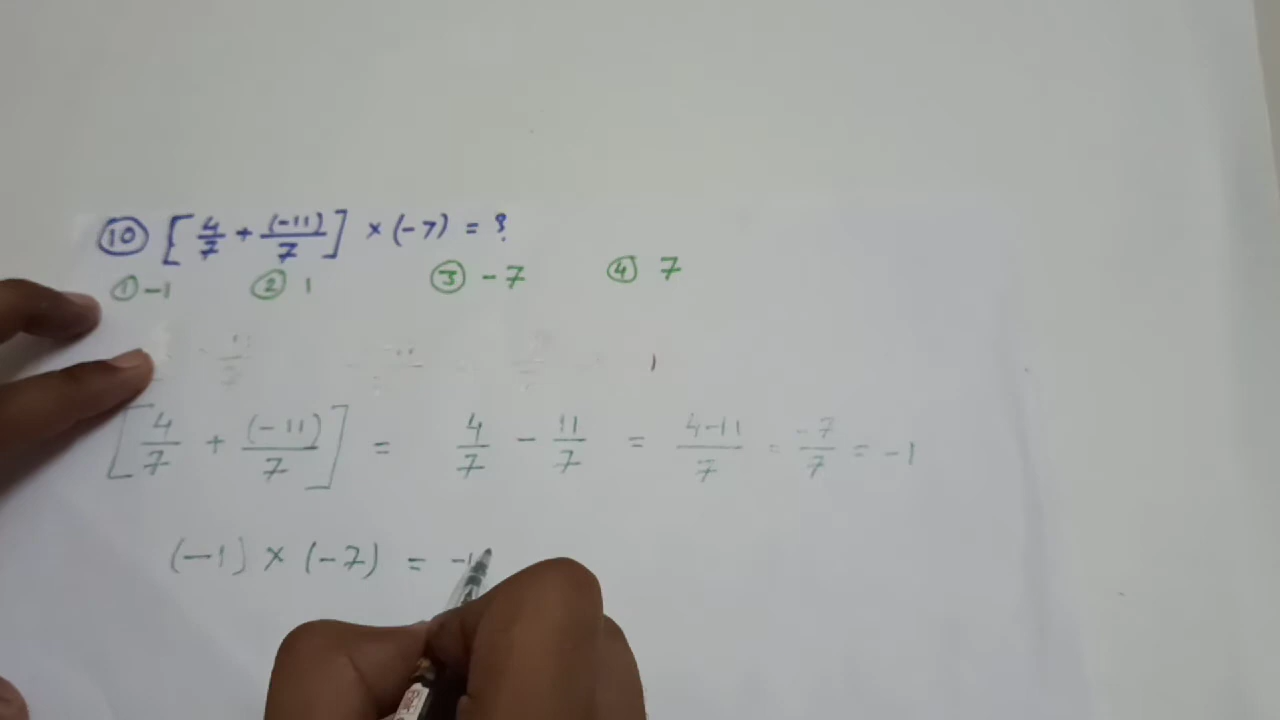 ⑩ [4/7 + (-11)/7] × (-7) = ?
① -1 ② 1 ③ -7 ④ 7
[4/7 + (-11)/7] = 4/7 - 11/7 = 4-11/7 = -7/7 = -1
(-1) × (-7) = -1